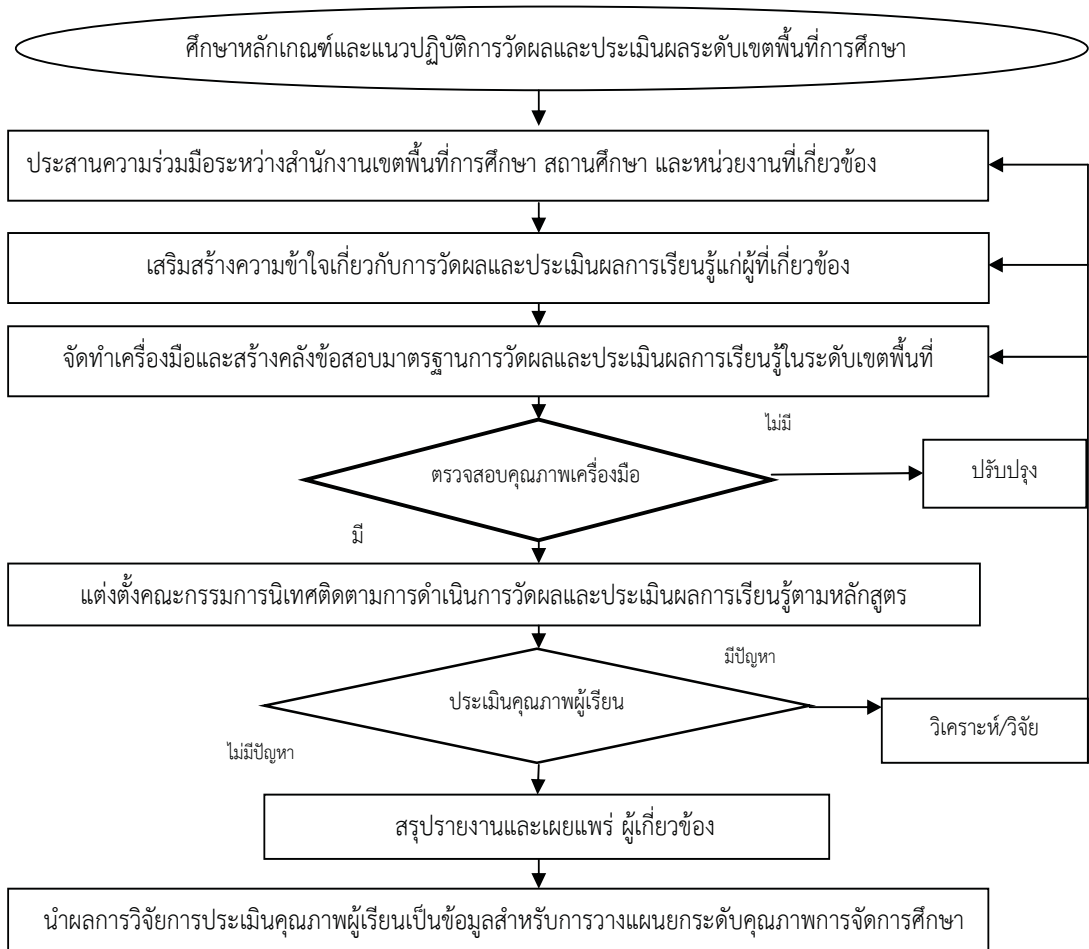 ศึกษาหลักเกณฑ์และแนวปฏิบัติการวัดผลและประเมินผลระดับเขตพื้นที่การศึกษา
ประสานความร่วมมือระหว่างสำนักงานเขตพื้นที่การศึกษา สถานศึกษา และหน่วยงานที่เกี่ยวข้อง
เสริมสร้างความข้าใจเกี่ยวกับการวัดผลและประเมินผลการเรียนรู้แก่ผู้ที่เกี่ยวข้อง
จัดทำเครื่องมือและสร้างคลังข้อสอบมาตรฐานการวัดผลและประเมินผลการเรียนรู้ในระดับเขตพื้นที่
ไม่มี
ตรวจสอบคุณภาพเครื่องมือ
ปรับปรุง
มี
แต่งตั้งคณะกรรมการนิเทศติดตามการดำเนินการวัดผลและประเมินผลการเรียนรู้ตามหลักสูตร
มีปัญหา
ประเมินคุณภาพผู้เรียน
วิเคราะห์/วิจัย
ไม่มีปัญหา
สรุปรายงานและเผยแพร่ ผู้เกี่ยวข้อง
นำผลการวิจัยการประเมินคุณภาพผู้เรียนเป็นข้อมูลสำหรับการวางแผนยกระดับคุณภาพการจัดการศึกษา